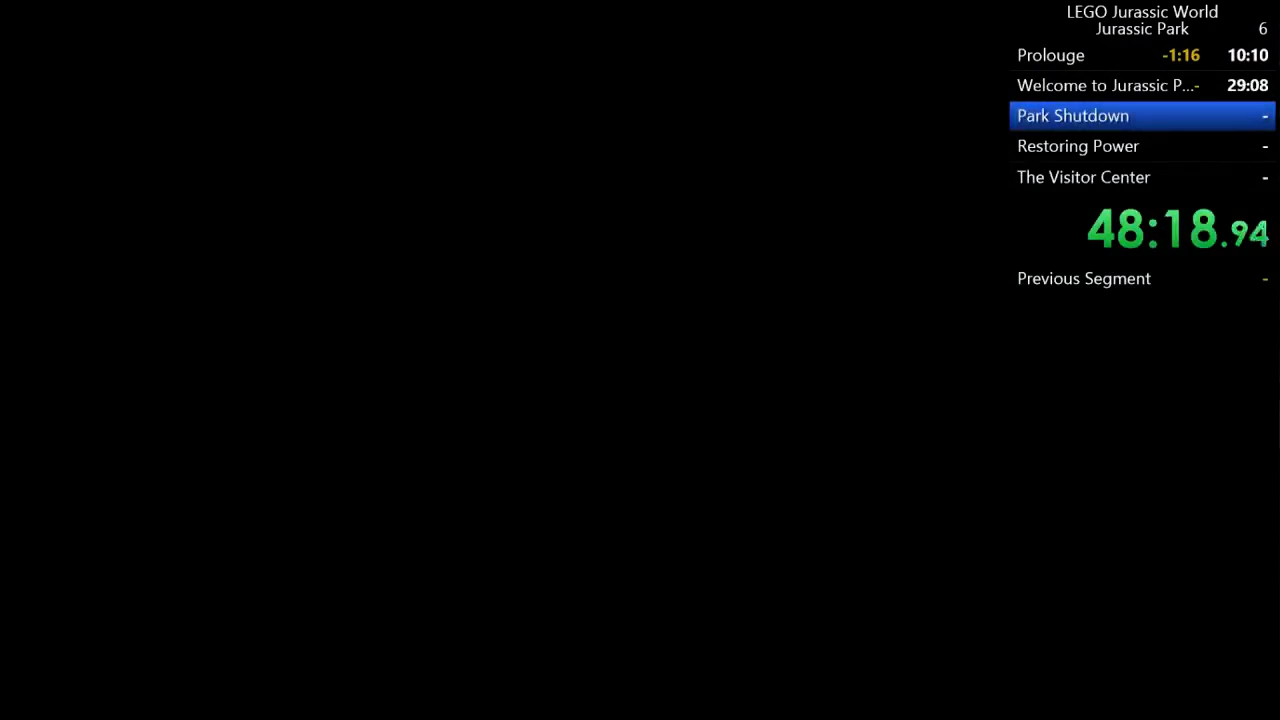 LEGO Jurassic World
Jurassic Park 6
Prolouge -1:16 10:10
Welcome to Jurassic P...- 29:08
Park Shutdown -
Restoring Power -
The Visitor Center -
48:18.94
Previous Segment -